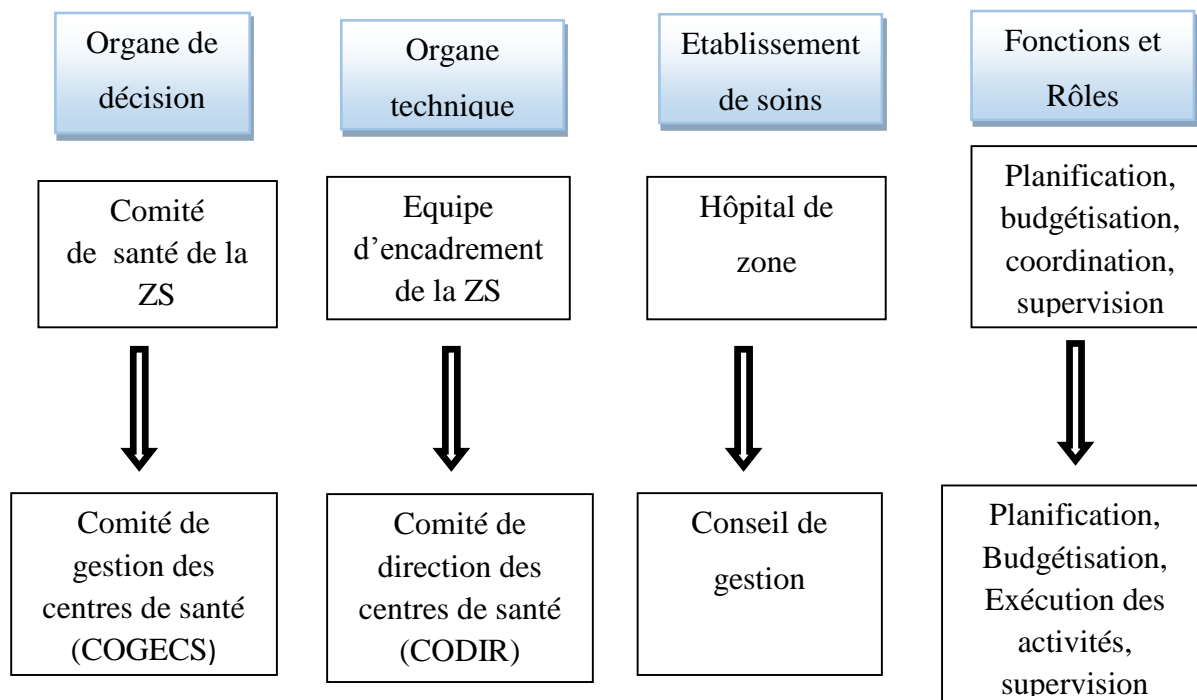 Organe de
décision
Organe
technique
Etablissement
de soins
Fonctions et
Rôles
Comité
de santé de la
ZS
Equipe
d’encadrement
de la ZS
Hôpital de
zone
Planification,
budgétisation,
coordination,
supervision
Comité de
gestion des
centres de santé
(COGECS)
Comité de
direction des
centres de santé
(CODIR)
Conseil de
gestion
Planification,
Budgétisation,
Exécution des
activités,
supervision